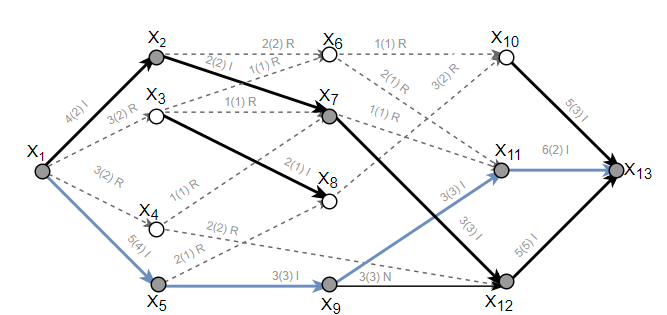 X2
2(2) R
X6
1(1) R
X10
2(2) I
1(1) R
2(1) R
3(2) R
4(2) I
X3
3(2) R
1(1) R
X7
1(1) R
5(3) I
X1
3(2) R
2(1) I
X8
X11
6(2) I
X13
1(1) R
3(3) I
X4
2(2) R
3(3) I
5(4) I
2(1) R
5(5) I
3(3) I
3(3) N
X5
X9
X12